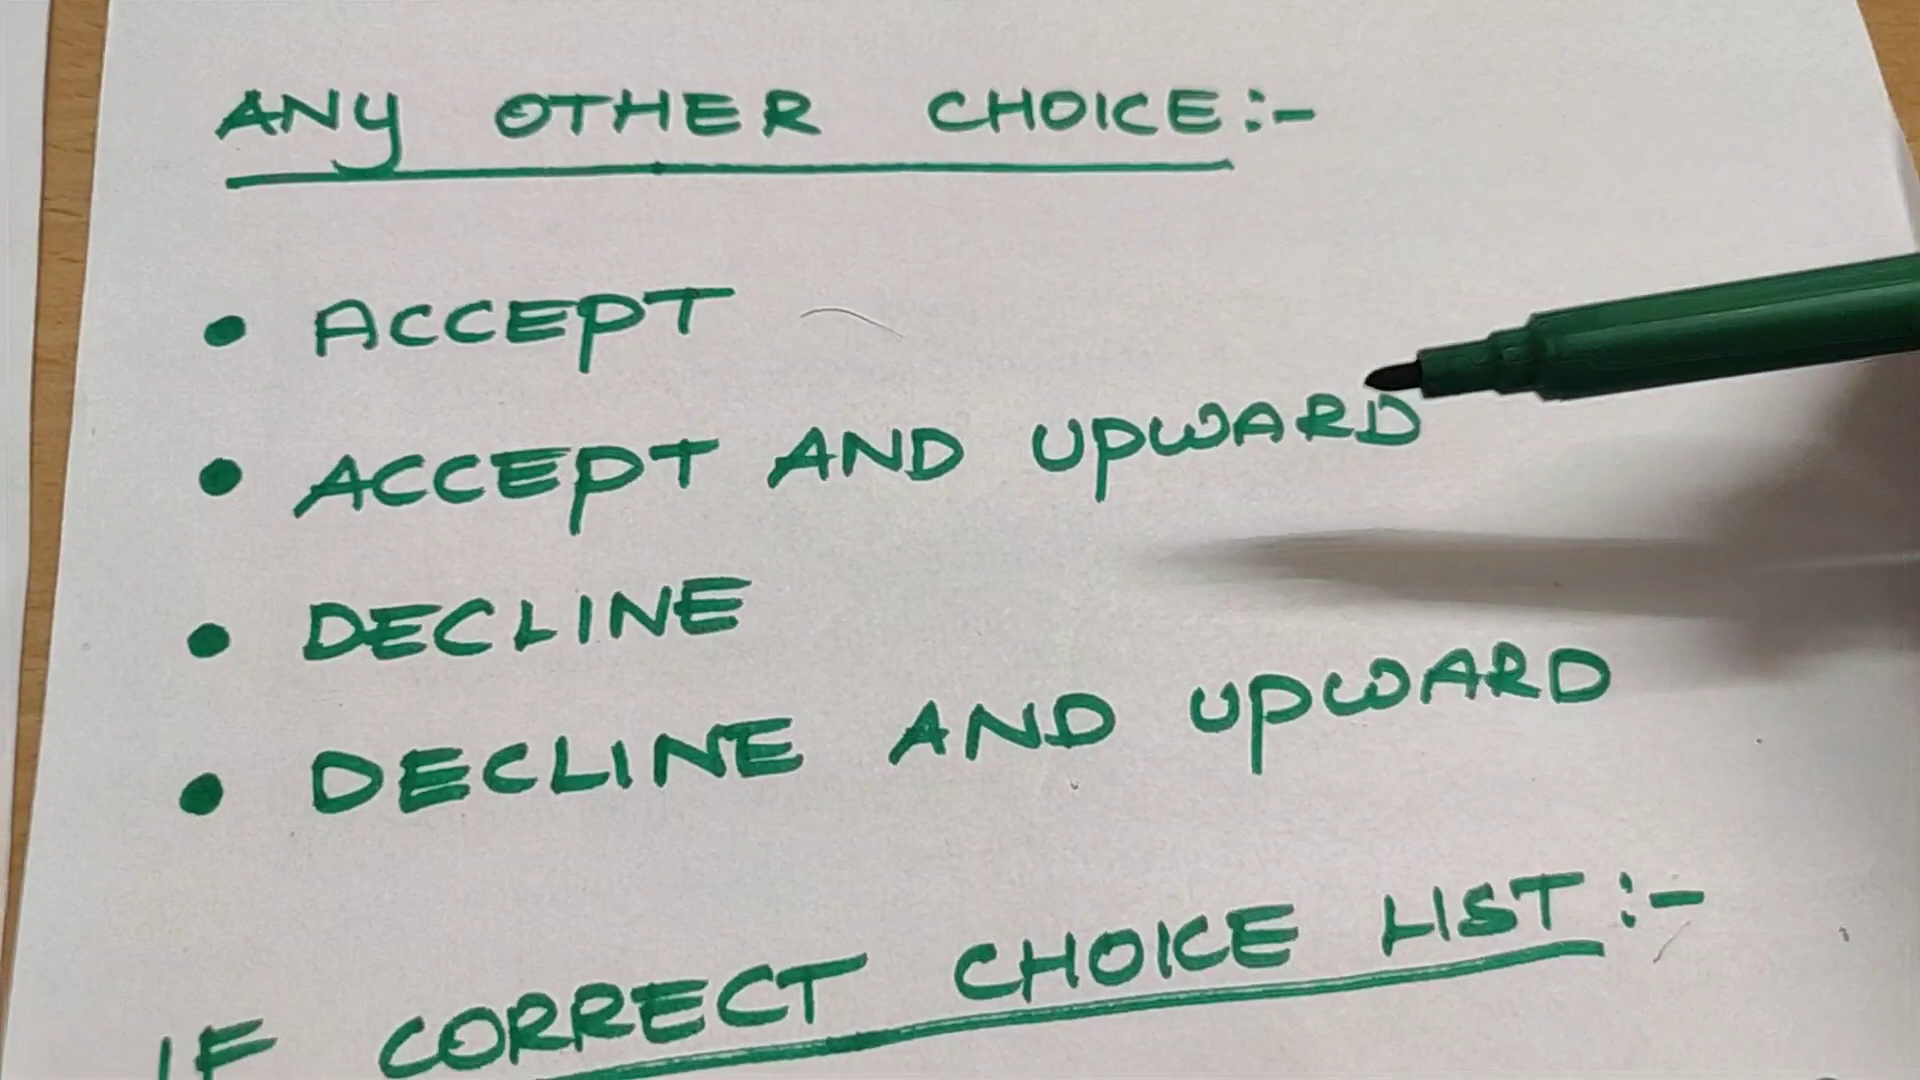 ANY OTHER CHOICE:-
• ACCEPT
• ACCEPT AND UPWARD
• DECLINE
• DECLINE AND UPWARD
IF CORRECT CHOICE LIST:-